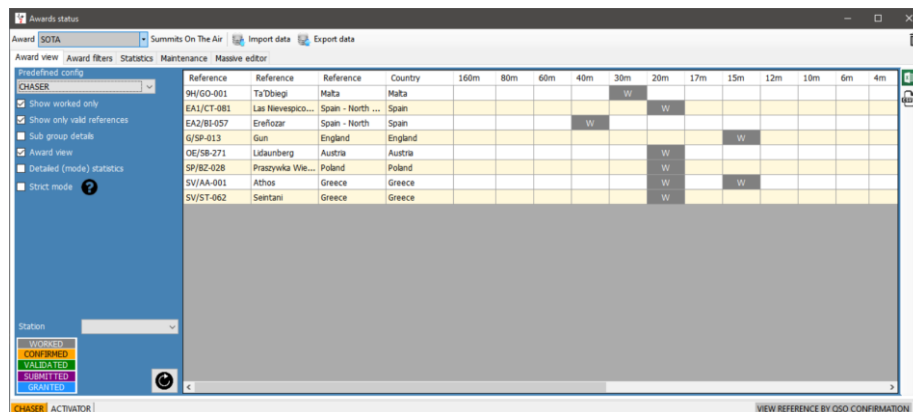 Awards status
Award SOTA Summits On The Air Import data Export data
Award view Award filters Statistics Maintenance Massive editor
Predefined config
CHASER
Show worked only
Show only valid references
Sub group details
Award view
Detailed (mode) statistics
Strict mode ?
Reference Reference Reference Country 160m 80m 60m 40m 30m 20m 17m 15m 12m 10m 6m 4m
9H/GO-001 Ta'Dbiegi Malta Malta W
EA1/CT-081 Las Nievespico... Spain - North ... Spain W
EA2/BI-057 Ereñozar Spain - North Spain W
G/SP-013 Gun England England W
OE/SB-271 Lidaunberg Austria Austria W
SP/BZ-028 Praszywka Wie... Poland Poland W
SV/AA-001 Athos Greece Greece W W
SV/ST-062 Seintani Greece Greece W
Station
WORKED
CONFIRMED
VALIDATED
SUBMITTED
GRANTED
CHASER ACTIVATOR VIEW REFERENCE BY QSO CONFIRMATION